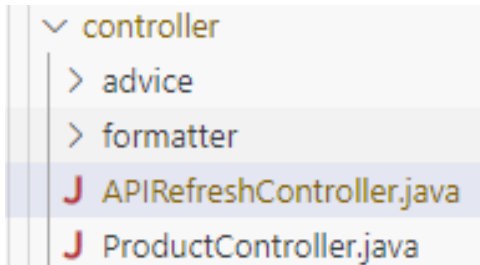 controller
advice
formatter
J APIRefreshController.java
J ProductController.java